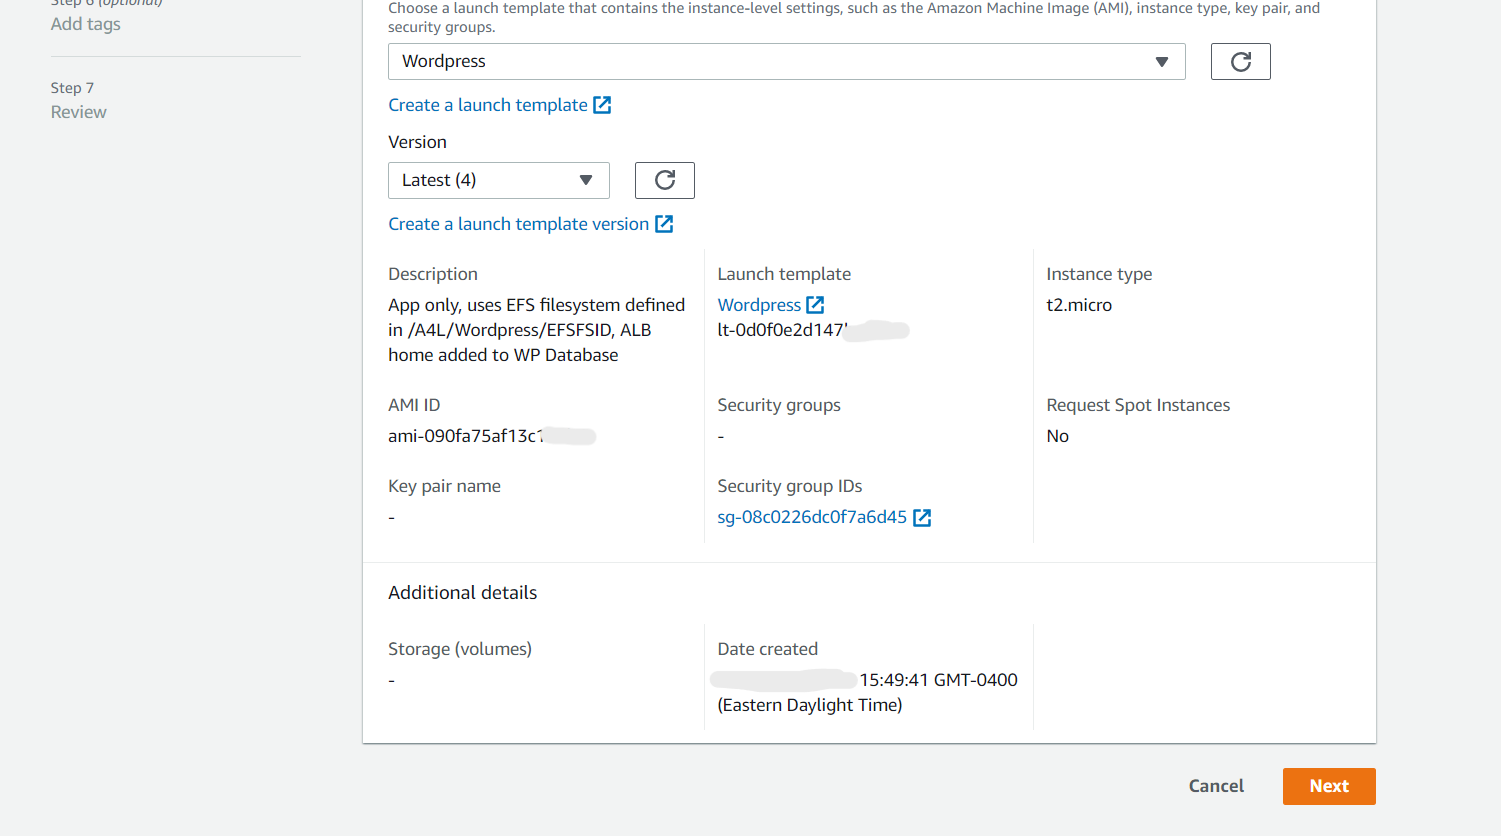 Step 6 (optional)
Add tags
Step 7
Review
Choose a launch template that contains the instance-level settings, such as the Amazon Machine Image (AMI), instance type, key pair, and
security groups.
Wordpress
Create a launch template
Version
Latest (4)
Create a launch template version
Description
App only, uses EFS filesystem defined
in /A4L/Wordpress/EFSFSID, ALB
home added to WP Database
Launch template
Wordpress
lt-0d0f0e2d147
Instance type
t2.micro
AMI ID
ami-090fa75af13c1
Security groups
-
Request Spot Instances
No
Key pair name
-
Security group IDs
sg-08c0226dc0f7a6d45
Additional details
Storage (volumes)
-
Date created
15:49:41 GMT-0400
(Eastern Daylight Time)
Cancel
Next